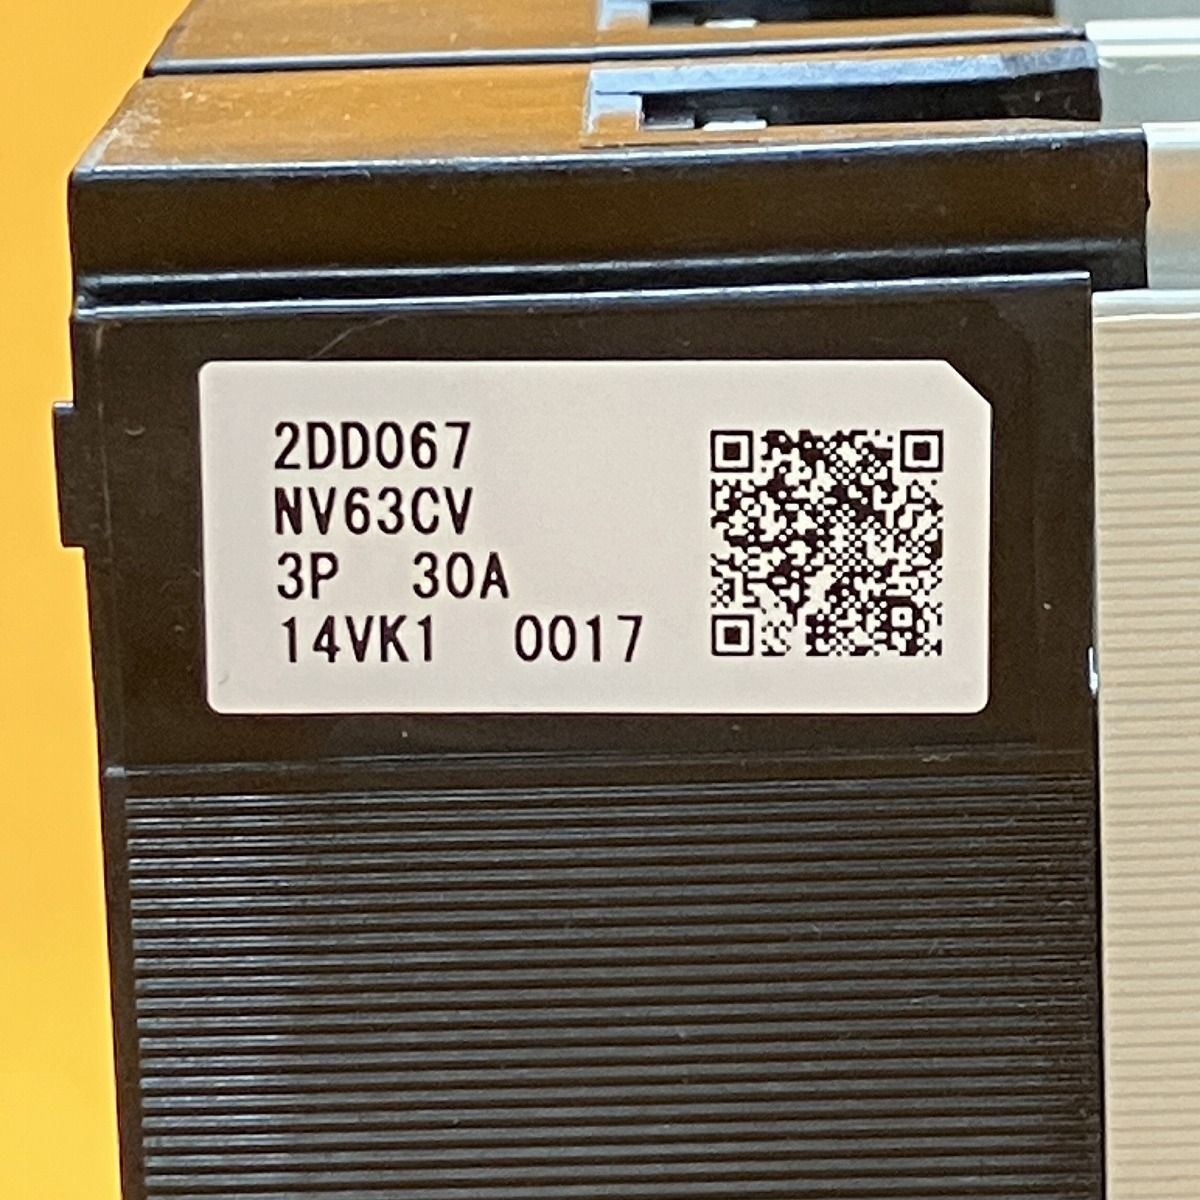 2DD067
NV63CV
3P 30A
14VK1 0017